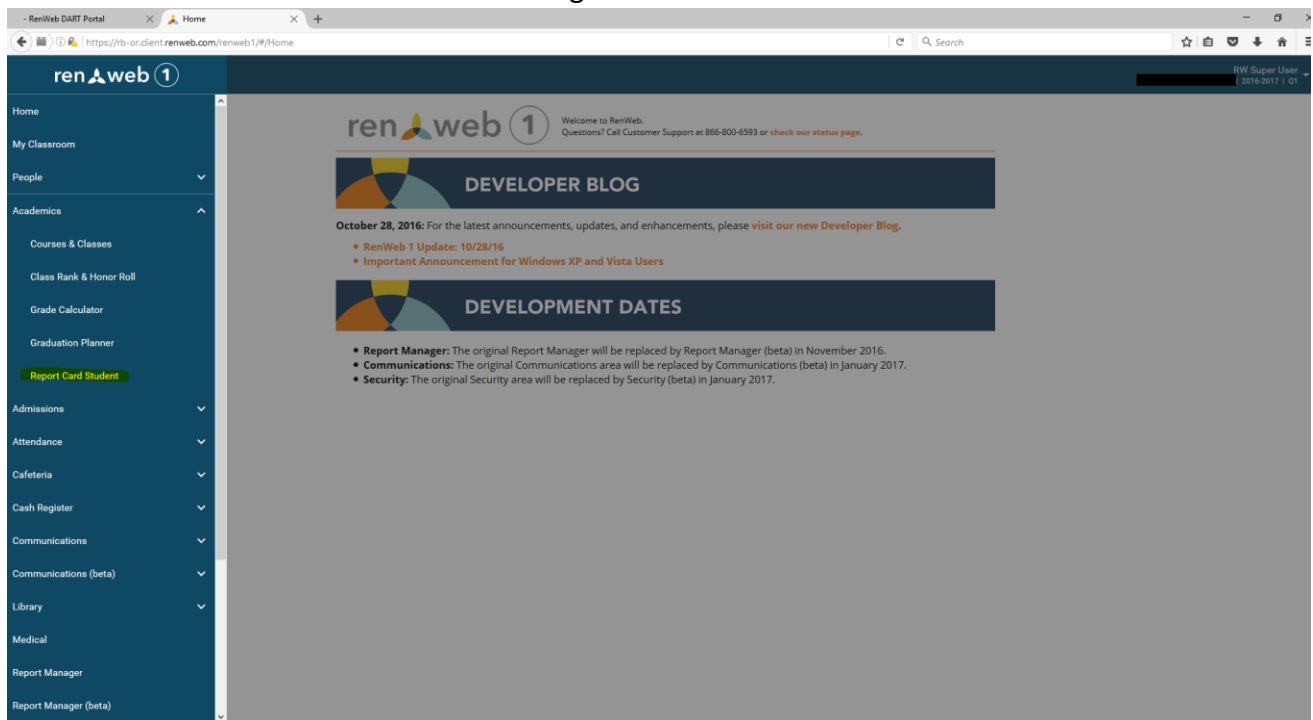 - RenWeb DART Portal
Home
https://rb-or.client.renweb.com/renweb1/#/Home
Search
ren web 1
RW Super User
2016-2017 | Q1
Home
My Classroom
People
Academics
Courses & Classes
Class Rank & Honor Roll
Grade Calculator
Graduation Planner
Report Card Student
Admissions
Attendance
Cafeteria
Cash Register
Communications
Communications (beta)
Library
Medical
Report Manager
Report Manager (beta)
ren web 1
Welcome to RenWeb.
Questions? Call Customer Support at 866-800-6593 or check our status page.
DEVELOPER BLOG
October 28, 2016: For the latest announcements, updates, and enhancements, please visit our new Developer Blog.
• RenWeb 1 Update: 10/28/16
• Important Announcement for Windows XP and Vista Users
DEVELOPMENT DATES
• Report Manager: The original Report Manager will be replaced by Report Manager (beta) in November 2016.
• Communications: The original Communications area will be replaced by Communications (beta) in January 2017.
• Security: The original Security area will be replaced by Security (beta) in January 2017.